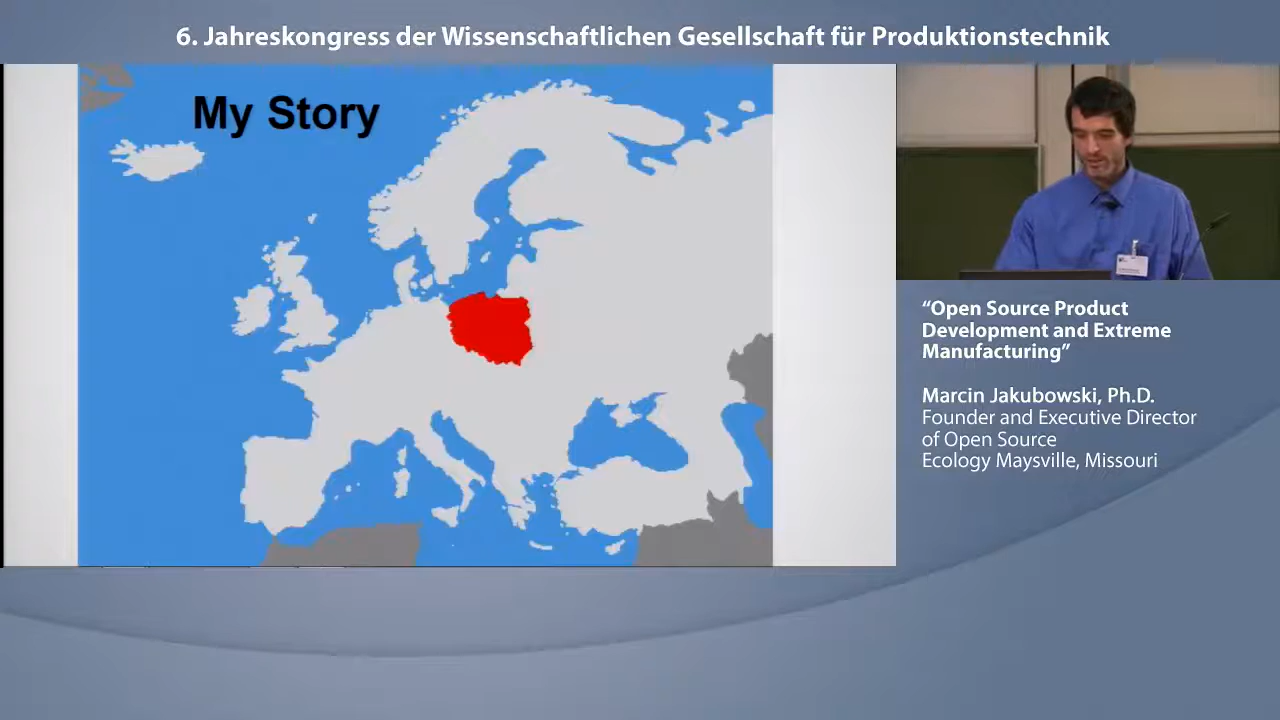 6. Jahreskongress der Wissenschaftlichen Gesellschaft für Produktionstechnik
My Story
“Open Source Product
Development and Extreme
Manufacturing”
Marcin Jakubowski, Ph.D.
Founder and Executive Director
of Open Source
Ecology Maysville, Missouri